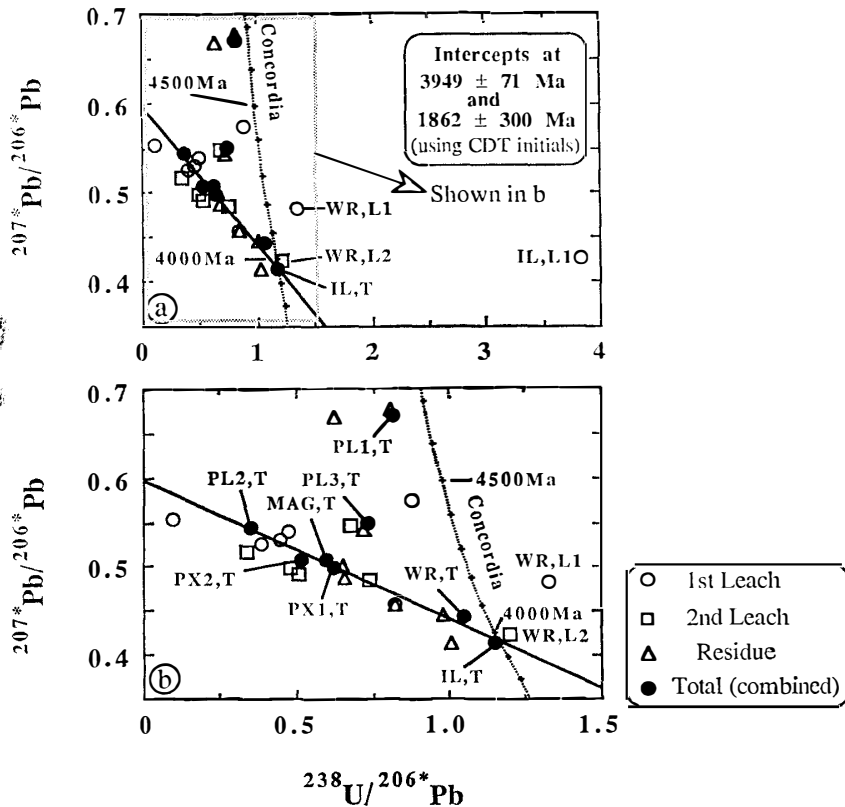 0.7
0.6
0.5
0.4
207*Pb/206*Pb
4500Ma
Concordia
Intercepts at
3949 ± 71 Ma
and
1862 ± 300 Ma
(using CDT initials)
Shown in b
WR,L1
4000Ma
WR,L2
IL,T
IL,L1
a
0 1 2 3 4
0.7
0.6
0.5
0.4
207*Pb/206*Pb
PL1,T
PL2,T
PL3,T
MAG,T
4500Ma
Concordia
WR,L1
PX2,T
PX1,T
WR,T
4000Ma
WR,L2
IL,T
b
0 0.5 1.0 1.5
238U/206*Pb
1st Leach
2nd Leach
Residue
Total (combined)